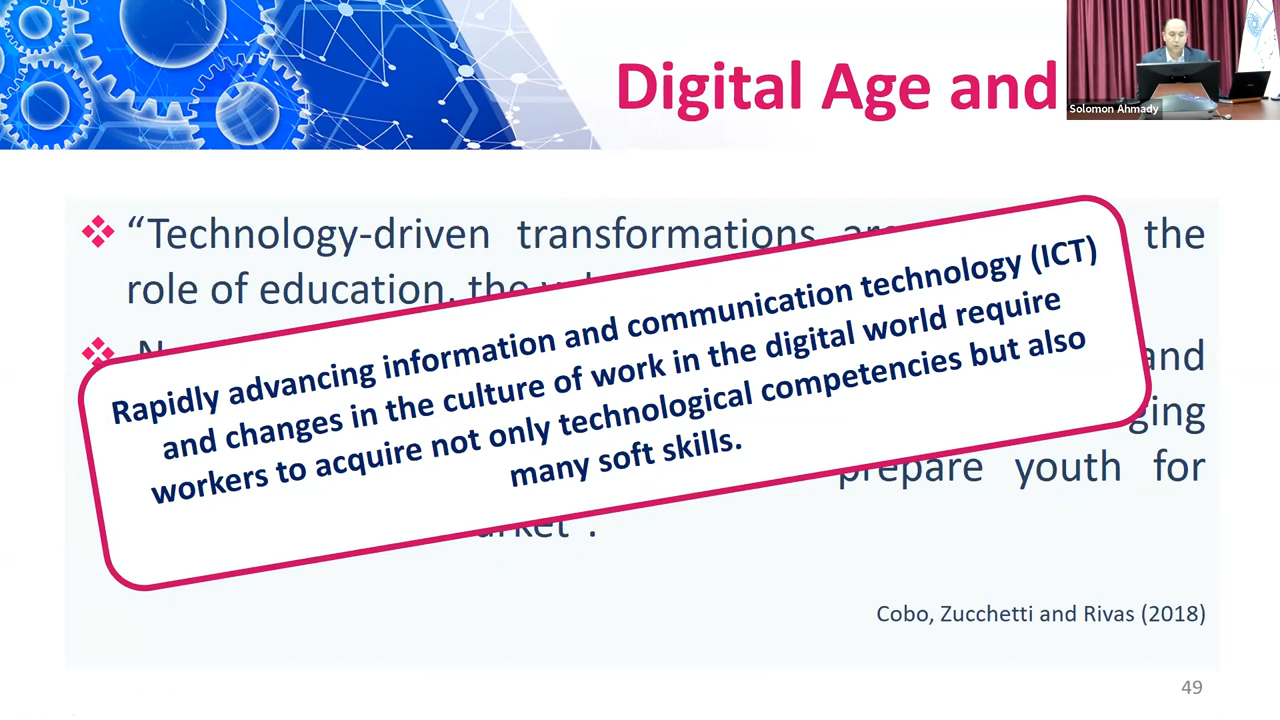 Digital Age and
Solomon Ahmady
❖ “Technology-driven transformations the
role of education, the
Rapidly advancing information and communication technology (ICT)
and changes in the culture of work in the digital world require
workers to acquire not only technological competencies but also
many soft skills.
and
prepare youth for
Cobo, Zucchetti and Rivas (2018)
49